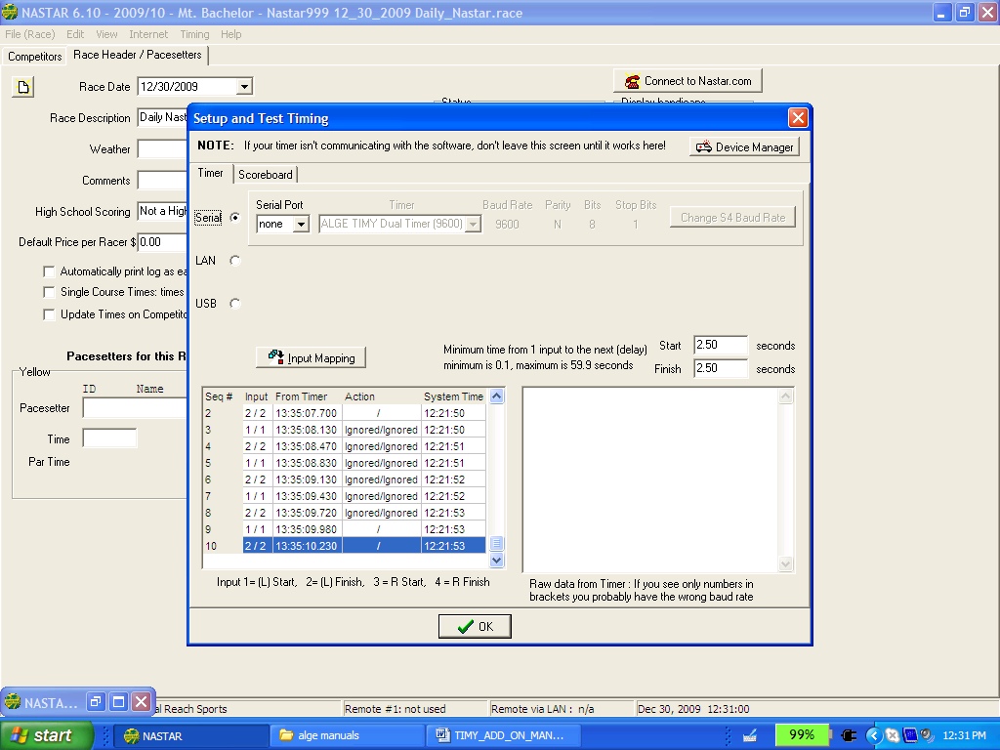 NASTAR 6.10 - 2009/10 - Mt. Bachelor - Nastar999 12_30_2009 Daily_Nastar.race
File (Race) Edit View Internet Timing Help
Competitors Race Header / Pacesetters
Race Date 12/30/2009
Connect to Nastar.com
Status Display handicaps
Race Description Daily Nast
Weather
Comments
High School Scoring Not a High
Default Price per Racer $ 0.00
Automatically print log as ea
Single Course Times: times
Update Times on Competito
Pacesetters for this R
Yellow
ID Name
Pacesetter
Time
Par Time
Setup and Test Timing
NOTE: If your timer isn't communicating with the software, don't leave this screen until it works here!
Device Manager
Timer Scoreboard
Serial Port Timer Baud Rate Parity Bits Stop Bits
Serial none ALGE TIMY Dual Timer (9600) 9600 N 8 1 Change S4 Baud Rate
LAN
USB
Input Mapping
Minimum time from 1 input to the next (delay)
minimum is 0.1, maximum is 59.9 seconds
Start 2.50 seconds
Finish 2.50 seconds
Seq # Input From Timer Action System Time
2 2 / 2 13:35:07.700 / 12:21:50
3 1 / 1 13:35:08.130 Ignored/Ignored 12:21:50
4 2 / 2 13:35:08.470 Ignored/Ignored 12:21:51
5 1 / 1 13:35:08.830 Ignored/Ignored 12:21:51
6 2 / 2 13:35:09.130 Ignored/Ignored 12:21:52
7 1 / 1 13:35:09.430 Ignored/Ignored 12:21:52
8 2 / 2 13:35:09.720 Ignored/Ignored 12:21:53
9 1 / 1 13:35:09.980 / 12:21:53
10 2 / 2 13:35:10.230 / 12:21:53
Input 1= (L) Start, 2= (L) Finish, 3 = R Start, 4 = R Finish
Raw data from Timer : If you see only numbers in
brackets you probably have the wrong baud rate
OK
NASTA...
al Reach Sports Remote #1: not used Remote via LAN : n/a Dec 30, 2009 12:31:00
start NASTAR alge manuals TIMY_ADD_ON_MAN... 99% 12:31 PM